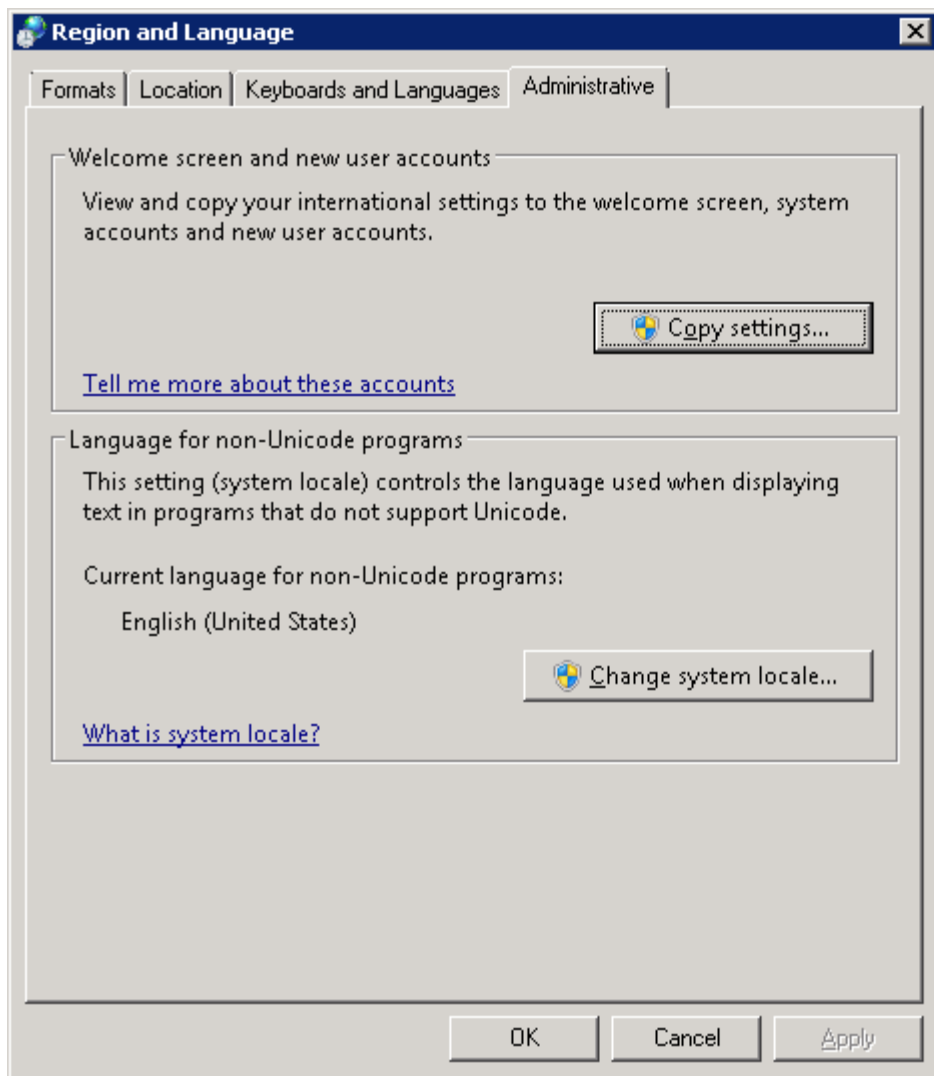 Region and Language
Formats
Location
Keyboards and Languages
Administrative
Welcome screen and new user accounts
View and copy your international settings to the welcome screen, system
accounts and new user accounts.
Copy settings...
Tell me more about these accounts
Language for non-Unicode programs
This setting (system locale) controls the language used when displaying
text in programs that do not support Unicode.
Current language for non-Unicode programs:
English (United States)
Change system locale...
What is system locale?
OK
Cancel
Apply